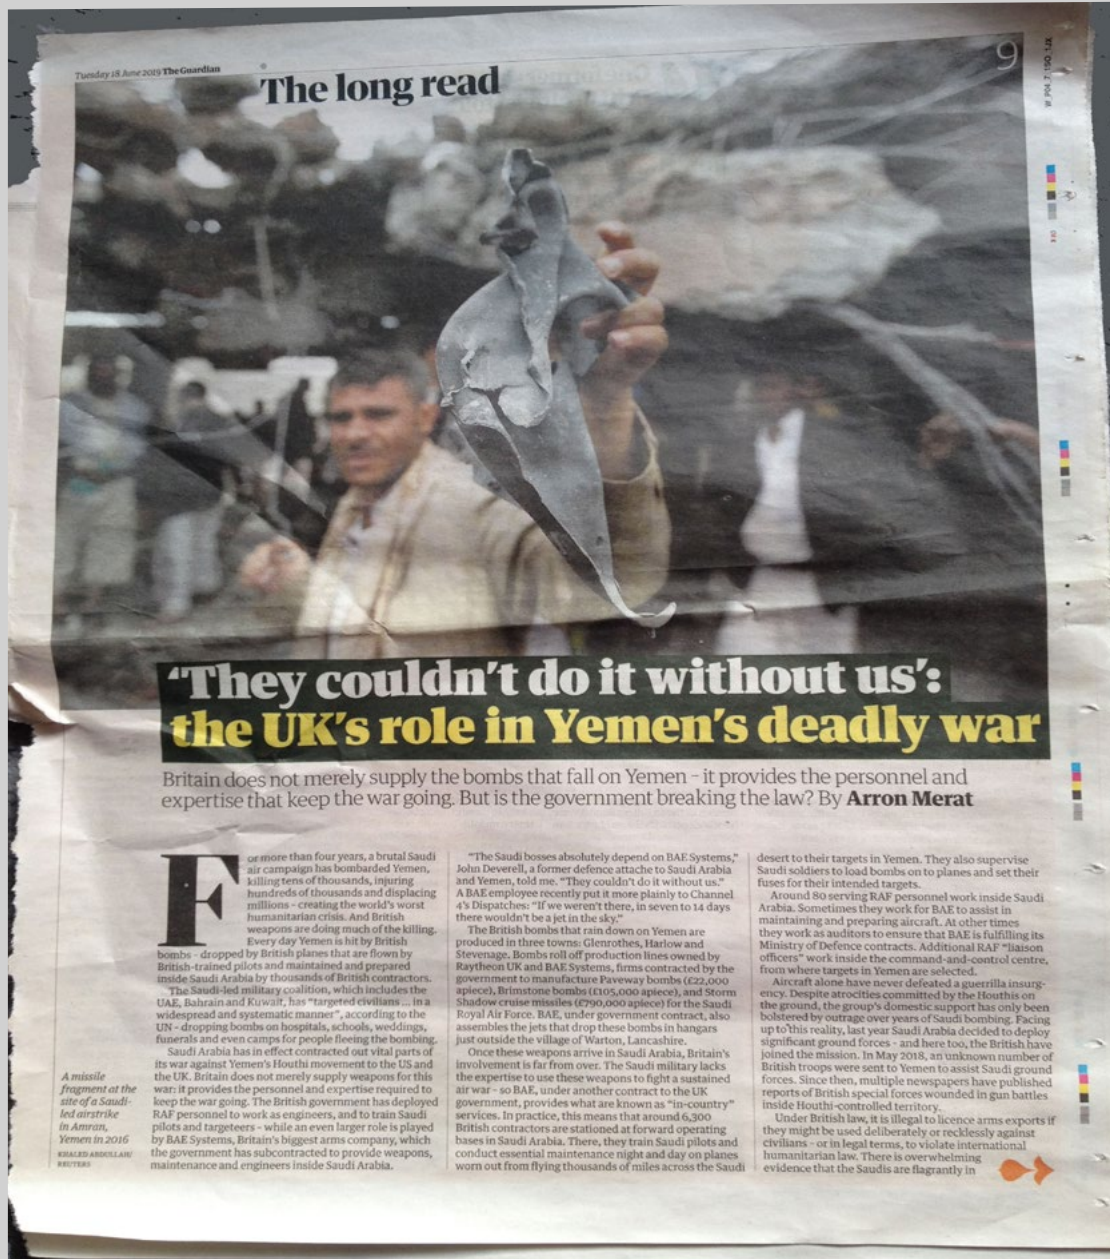 Tuesday 18 June 2019 The Guardian
The long read
9
'They couldn't do it without us':
the UK's role in Yemen's deadly war
Britain does not merely supply the bombs that fall on Yemen – it provides the personnel and
expertise that keep the war going. But is the government breaking the law? By Arron Merat
For more than four years, a brutal Saudi
air campaign has bombarded Yemen,
killing tens of thousands, injuring
hundreds of thousands and displacing
millions – creating the world's worst
humanitarian crisis. And British
weapons are doing much of the killing.
Every day Yemen is hit by British
bombs – dropped by British planes that are flown by
British-trained pilots and maintained and prepared
inside Saudi Arabia by thousands of British contractors.
The Saudi-led military coalition, which includes the
UAE, Bahrain and Kuwait, has "targeted civilians ... in a
widespread and systematic manner", according to the
UN – dropping bombs on hospitals, schools, weddings,
funerals and even camps for people fleeing the bombing.
Saudi Arabia has in effect contracted out vital parts of
its war against Yemen's Houthi movement to the US and
the UK. Britain does not merely supply weapons for this
war: it provides the personnel and expertise required to
keep the war going. The British government has deployed
RAF personnel to work as engineers, and to train Saudi
pilots and targeteers – while an even larger role is played
by BAE Systems, Britain's biggest arms company, which
the government has subcontracted to provide weapons,
maintenance and engineers inside Saudi Arabia.
"The Saudi bosses absolutely depend on BAE Systems,"
John Deverell, a former defence attache to Saudi Arabia
and Yemen, told me. "They couldn't do it without us."
A BAE employee recently put it more plainly to Channel
4's Dispatches: "If we weren't there, in seven to 14 days
there wouldn't be a jet in the sky."
The British bombs that rain down on Yemen are
produced in three towns: Glenrothes, Harlow and
Stevenage. Bombs roll off production lines owned by
Raytheon UK and BAE Systems, firms contracted by the
government to manufacture Paveway bombs (£22,000
apiece), Brimstone bombs (£105,000 apiece), and Storm
Shadow cruise missiles (£790,000 apiece) for the Saudi
Royal Air Force. BAE, under government contract, also
assembles the jets that drop these bombs in hangars
just outside the village of Warton, Lancashire.
Once these weapons arrive in Saudi Arabia, Britain's
involvement is far from over. The Saudi military lacks
the expertise to use these weapons to fight a sustained
air war – so BAE, under another contract to the UK
government, provides what are known as "in-country"
services. In practice, this means that around 6,300
British contractors are stationed at forward operating
bases in Saudi Arabia. There, they train Saudi pilots and
conduct essential maintenance night and day on planes
worn out from flying thousands of miles across the Saudi
desert to their targets in Yemen. They also supervise
Saudi soldiers to load bombs on to planes and set their
fuses for their intended targets.
Around 80 serving RAF personnel work inside Saudi
Arabia. Sometimes they work for BAE to assist in
maintaining and preparing aircraft. At other times
they work as auditors to ensure that BAE is fulfilling its
Ministry of Defence contracts. Additional RAF "liaison
officers" work inside the command-and-control centre,
from where targets in Yemen are selected.
Aircraft alone have never defeated a guerrilla insurg-
ency. Despite atrocities committed by the Houthis on
the ground, the group's domestic support has only been
bolstered by outrage over years of Saudi bombing. Facing
up to this reality, last year Saudi Arabia decided to deploy
significant ground forces – and here too, the British have
joined the mission. In May 2018, an unknown number of
British troops were sent to Yemen to assist Saudi ground
forces. Since then, multiple newspapers have published
reports of British special forces wounded in gun battles
inside Houthi-controlled territory.
Under British law, it is illegal to licence arms exports if
they might be used deliberately or recklessly against
civilians – or in legal terms, to violate international
humanitarian law. There is overwhelming
evidence that the Saudis are flagrantly in
A missile
fragment at the
site of a Saudi-
led airstrike
in Amran,
Yemen in 2016
KHALED ABDULLAH/
REUTERS